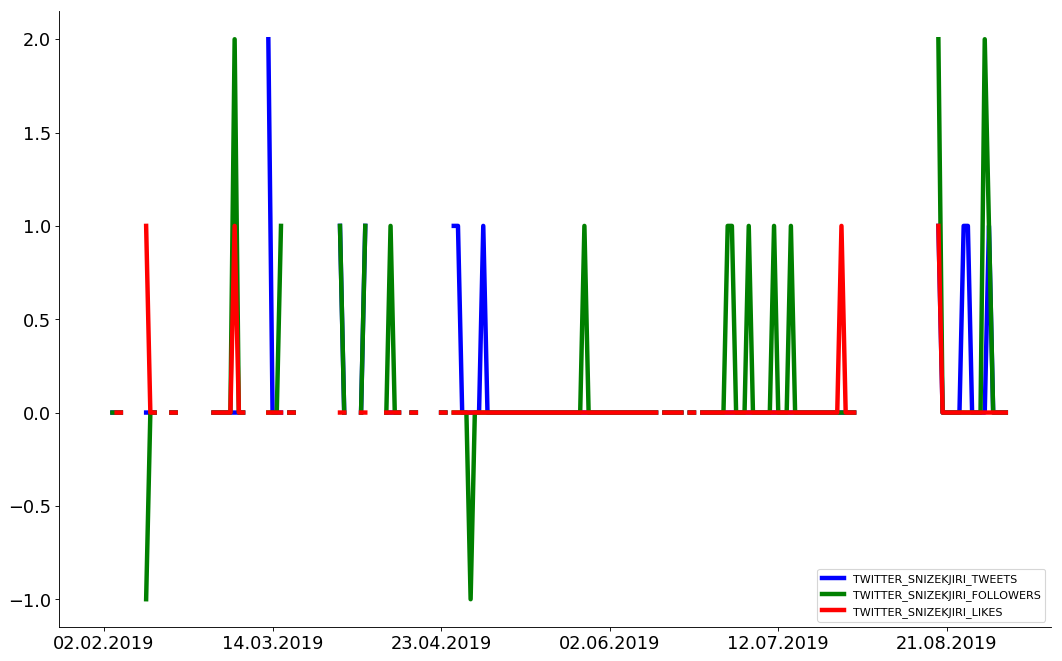 2.0
1.5
1.0
0.5
0.0
−0.5
−1.0
02.02.2019 14.03.2019 23.04.2019 02.06.2019 12.07.2019 21.08.2019
TWITTER_SNIZEKJIRI_TWEETS
TWITTER_SNIZEKJIRI_FOLLOWERS
TWITTER_SNIZEKJIRI_LIKES